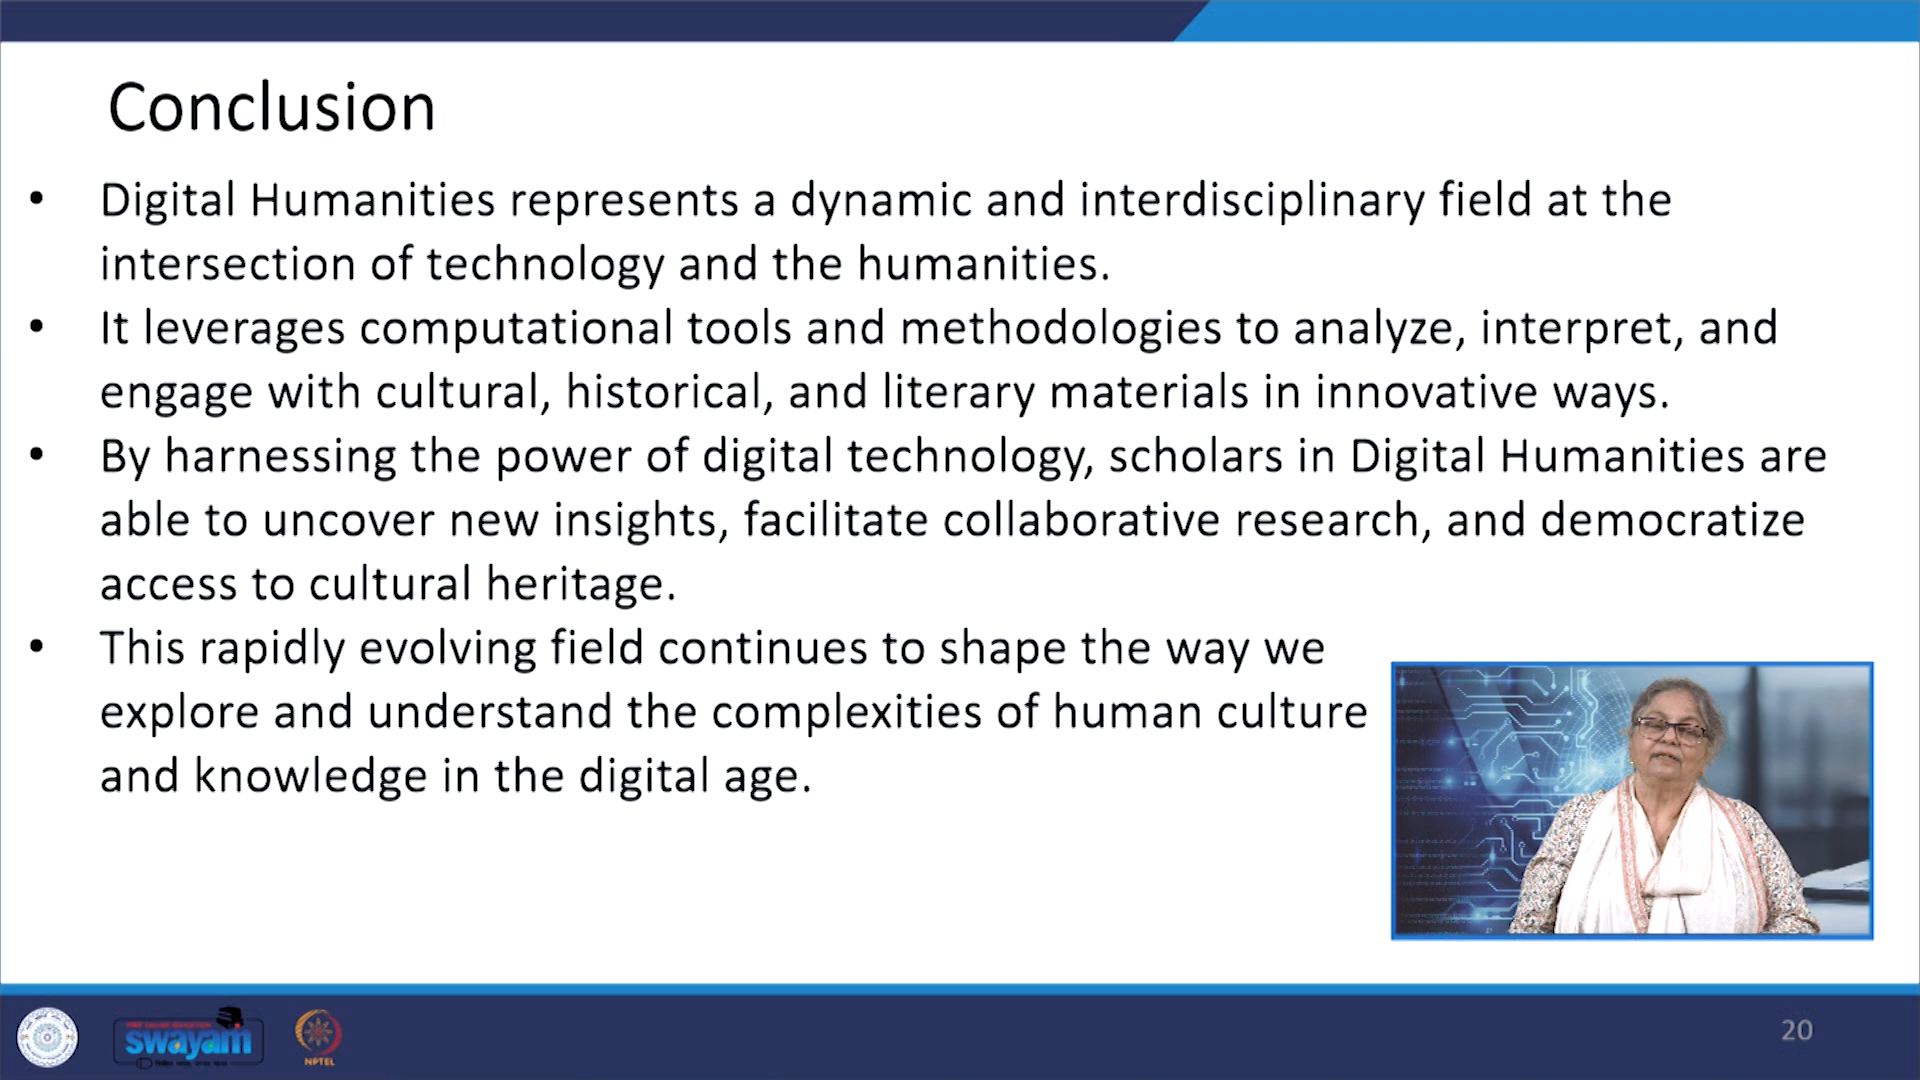 Conclusion
• Digital Humanities represents a dynamic and interdisciplinary field at the
intersection of technology and the humanities.
• It leverages computational tools and methodologies to analyze, interpret, and
engage with cultural, historical, and literary materials in innovative ways.
• By harnessing the power of digital technology, scholars in Digital Humanities are
able to uncover new insights, facilitate collaborative research, and democratize
access to cultural heritage.
• This rapidly evolving field continues to shape the way we
explore and understand the complexities of human culture
and knowledge in the digital age.
swayam
NPTEL
20